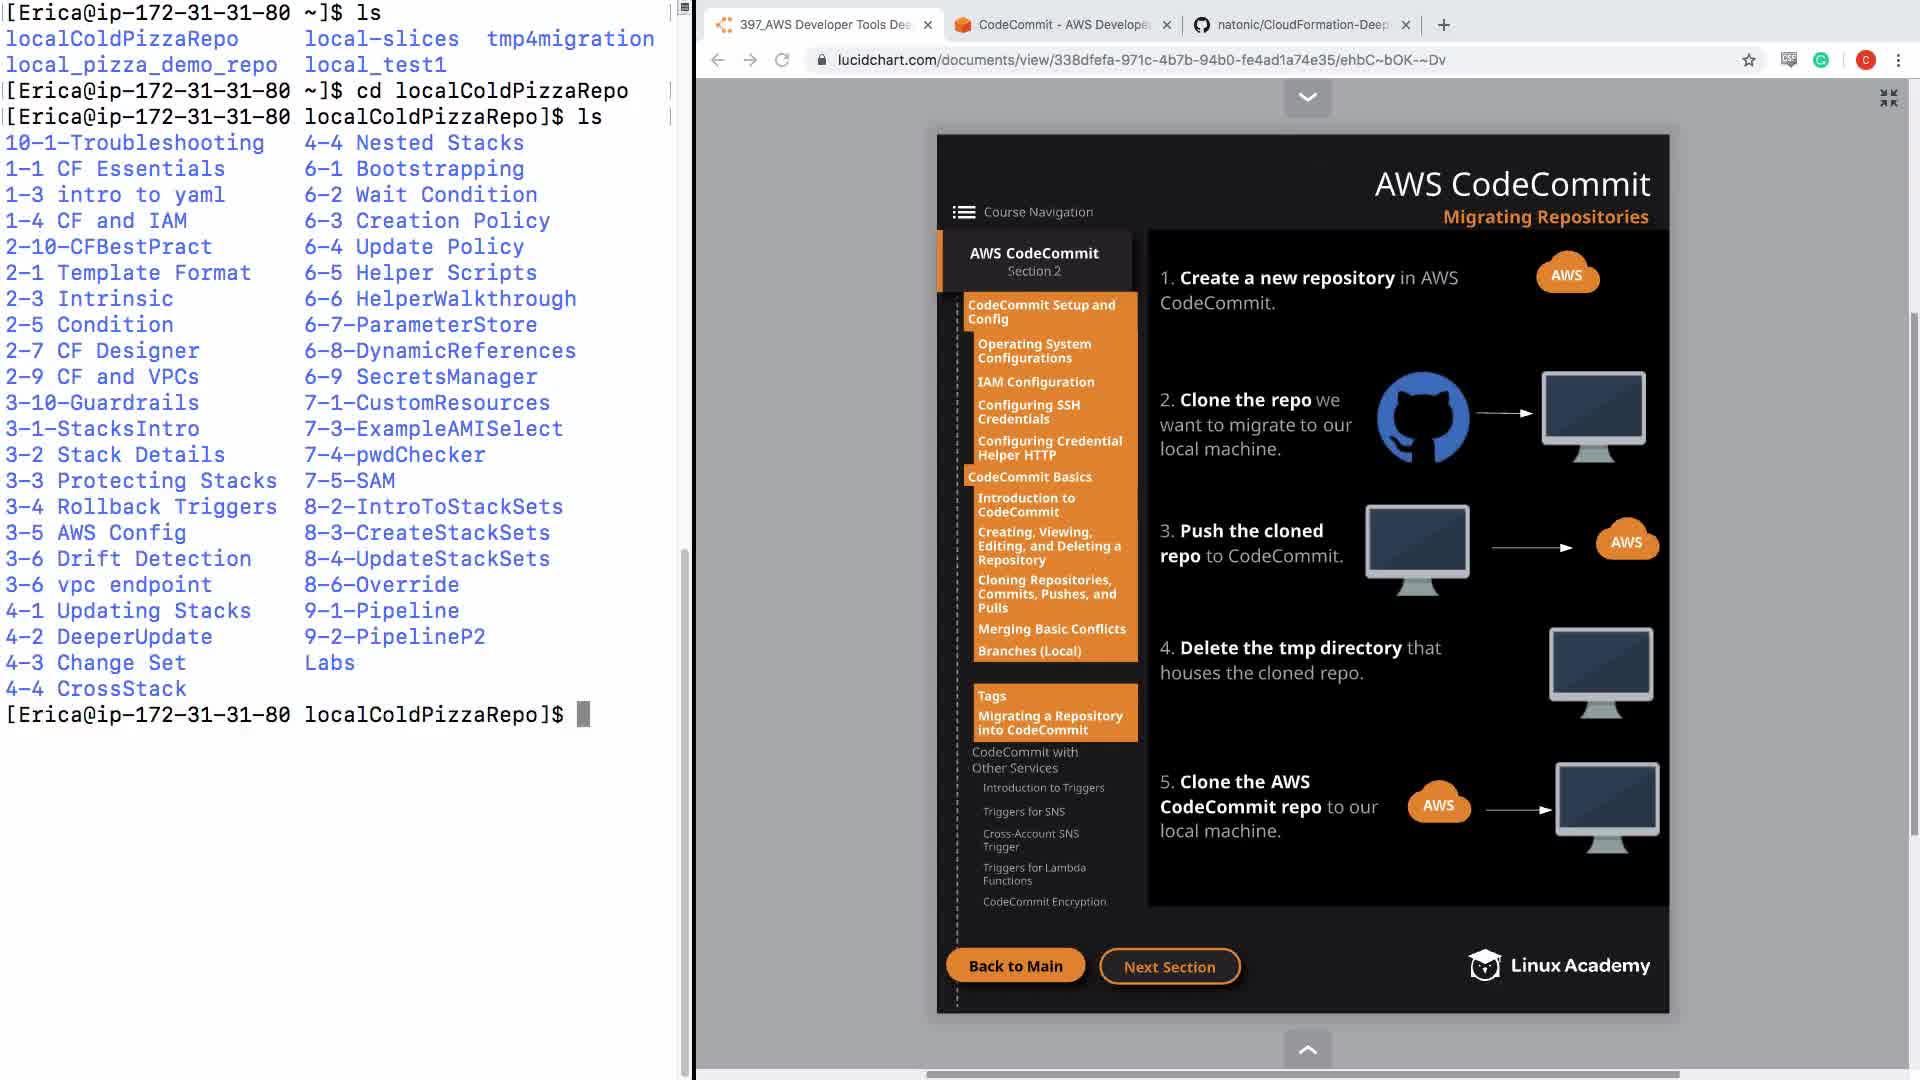 [Erica@ip-172-31-31-80 ~]$ ls
localColdPizzaRepo local-slices tmp4migration
local_pizza_demo_repo local_test1
[Erica@ip-172-31-31-80 ~]$ cd localColdPizzaRepo
[Erica@ip-172-31-31-80 localColdPizzaRepo]$ ls
10-1-Troubleshooting 4-4 Nested Stacks
1-1 CF Essentials 6-1 Bootstrapping
1-3 intro to yaml 6-2 Wait Condition
1-4 CF and IAM 6-3 Creation Policy
2-10-CFBestPract 6-4 Update Policy
2-1 Template Format 6-5 Helper Scripts
2-3 Intrinsic 6-6 HelperWalkthrough
2-5 Condition 6-7-ParameterStore
2-7 CF Designer 6-8-DynamicReferences
2-9 CF and VPCs 6-9 SecretsManager
3-10-Guardrails 7-1-CustomResources
3-1-StacksIntro 7-3-ExampleAMISelect
3-2 Stack Details 7-4-pwdChecker
3-3 Protecting Stacks 7-5-SAM
3-4 Rollback Triggers 8-2-IntroToStackSets
3-5 AWS Config 8-3-CreateStackSets
3-6 Drift Detection 8-4-UpdateStackSets
3-6 vpc endpoint 8-6-Override
4-1 Updating Stacks 9-1-Pipeline
4-2 DeeperUpdate 9-2-PipelineP2
4-3 Change Set Labs
4-4 CrossStack
[Erica@ip-172-31-31-80 localColdPizzaRepo]$
397_AWS Developer Tools Dee
CodeCommit - AWS Develope
natonic/CloudFormation-Deep
lucidchart.com/documents/view/338dfefa-971c-4b7b-94b0-fe4ad1a74e35/ehbC~bOK-~Dv
C
AWS CodeCommit
Migrating Repositories
Course Navigation
AWS CodeCommit
Section 2
CodeCommit Setup and
Config
Operating System
Configurations
IAM Configuration
Configuring SSH
Credentials
Configuring Credential
Helper HTTP
CodeCommit Basics
Introduction to
CodeCommit
Creating, Viewing,
Editing, and Deleting a
Repository
Cloning Repositories,
Commits, Pushes, and
Pulls
Merging Basic Conflicts
Branches (Local)
Tags
Migrating a Repository
into CodeCommit
CodeCommit with
Other Services
Introduction to Triggers
Triggers for SNS
Cross-Account SNS
Trigger
Triggers for Lambda
Functions
CodeCommit Encryption
1. Create a new repository in AWS
CodeCommit.
AWS
2. Clone the repo we
want to migrate to our
local machine.
3. Push the cloned
repo to CodeCommit.
AWS
4. Delete the tmp directory that
houses the cloned repo.
5. Clone the AWS
CodeCommit repo to our
local machine.
AWS
Back to Main
Next Section
Linux Academy